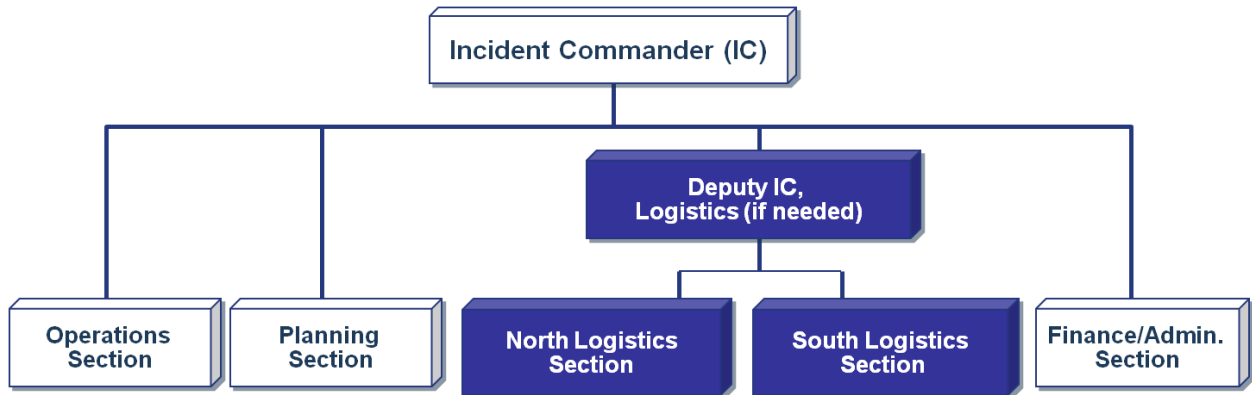 Incident Commander (IC)
Deputy IC,
Logistics (if needed)
Operations
Section
Planning
Section
North Logistics
Section
South Logistics
Section
Finance/Admin.
Section